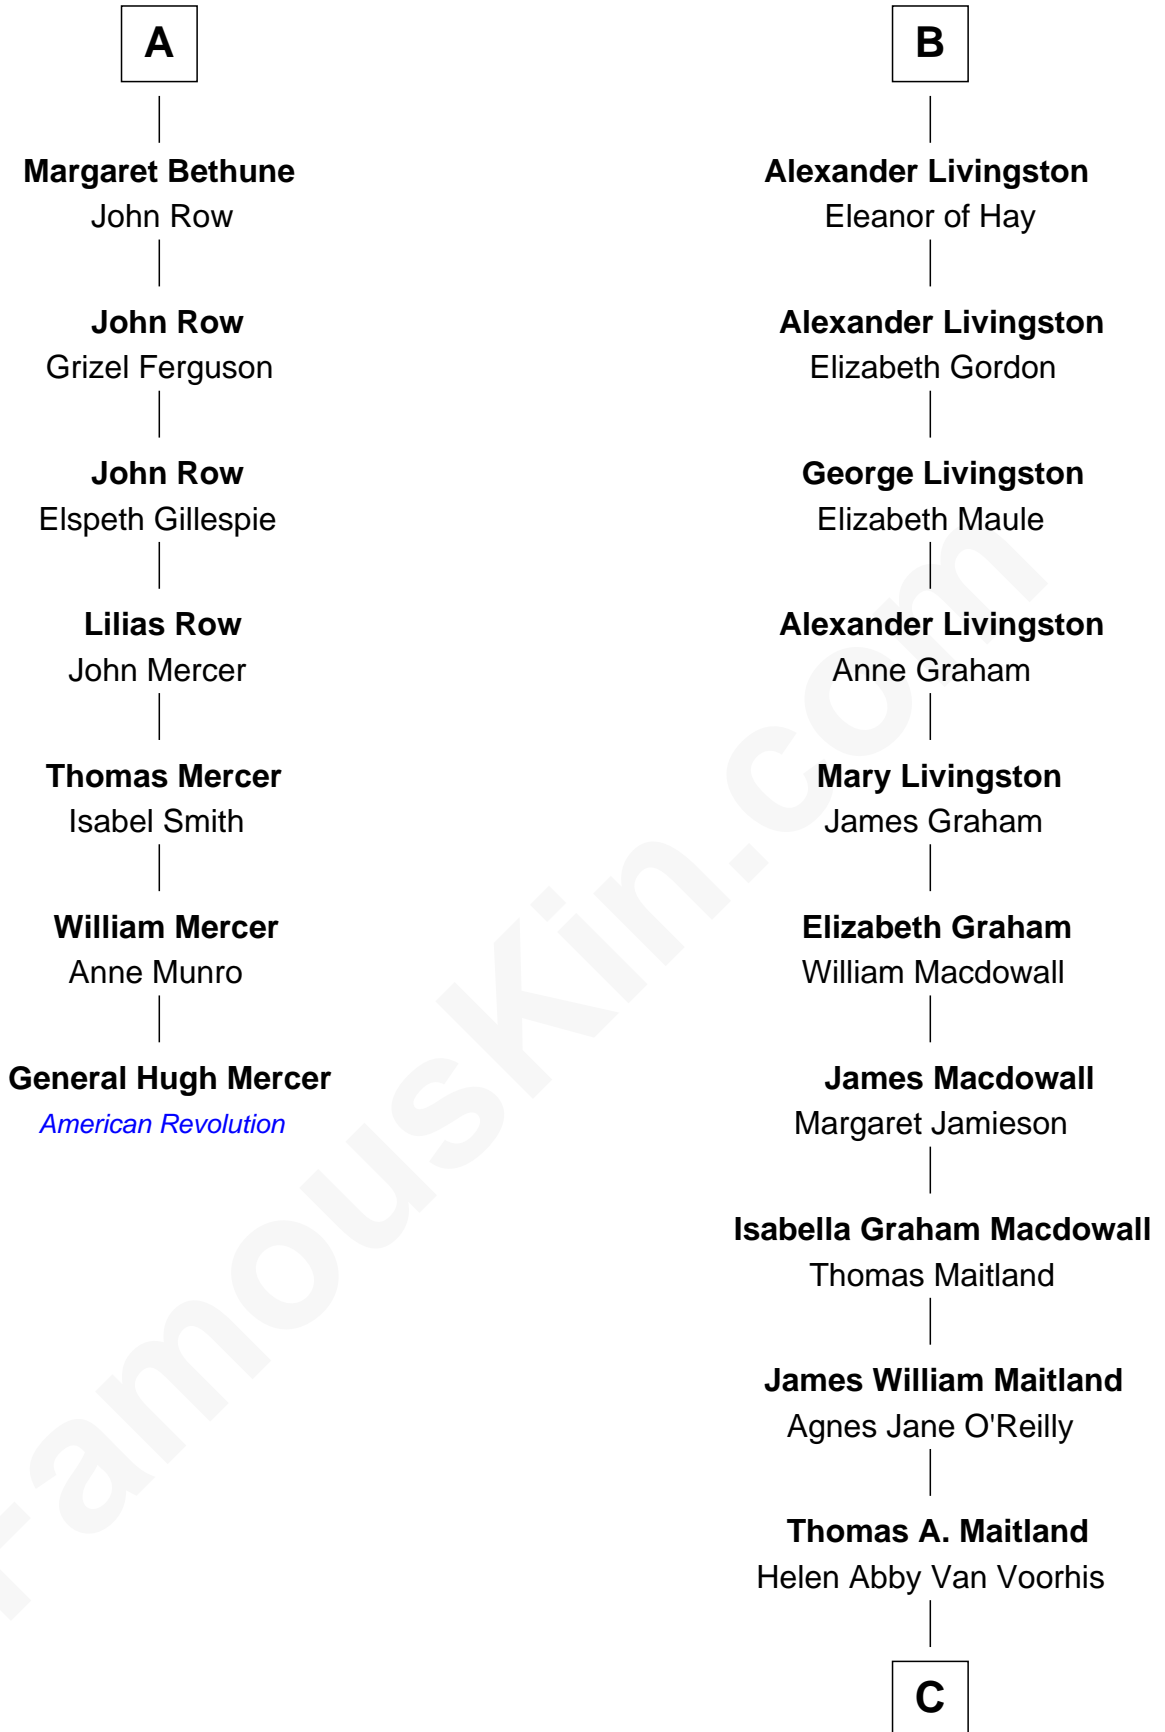 A
Margaret Bethune
John Row
John Row
Grizel Ferguson
John Row
Elspeth Gillespie
Lilias Row
John Mercer
Thomas Mercer
Isabel Smith
William Mercer
Anne Munro
General Hugh Mercer
American Revolution
B
Alexander Livingston
Eleanor of Hay
Alexander Livingston
Elizabeth Gordon
George Livingston
Elizabeth Maule
Alexander Livingston
Anne Graham
Mary Livingston
James Graham
Elizabeth Graham
William Macdowall
James Macdowall
Margaret Jamieson
Isabella Graham Macdowall
Thomas Maitland
James William Maitland
Agnes Jane O'Reilly
Thomas A. Maitland
Helen Abby Van Voorhis
C
FamousKin.com